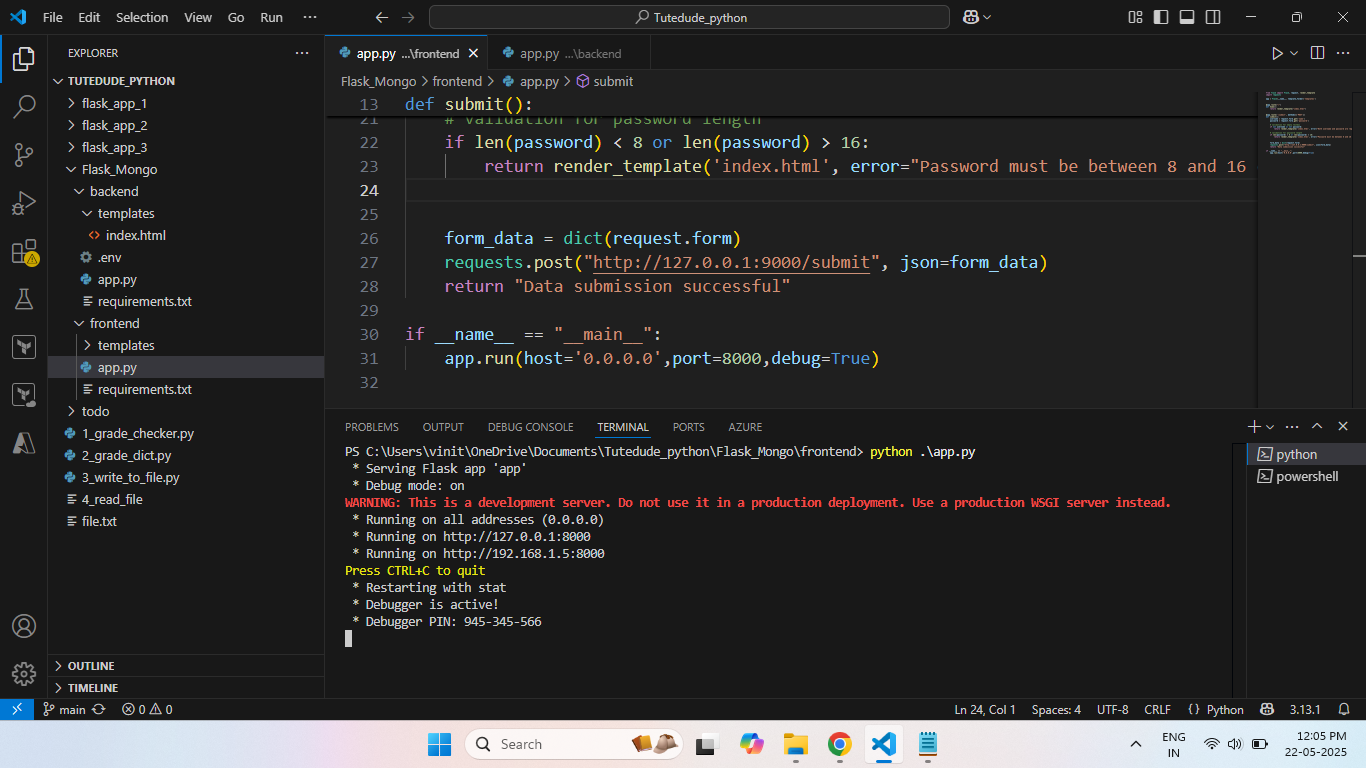 File Edit Selection View Go Run ··· Tutedude_python
EXPLORER ···
TUTEDUDE_PYTHON
flask_app_1
flask_app_2
flask_app_3
Flask_Mongo
backend
templates
index.html
.env
app.py
requirements.txt
frontend
templates
app.py
requirements.txt
todo
1_grade_checker.py
2_grade_dict.py
3_write_to_file.py
4_read_file
file.txt
OUTLINE
TIMELINE
app.py ...\frontend app.py ...\backend
Flask_Mongo > frontend > app.py > submit
13 def submit():
21 # Validation for password length
22 if len(password) < 8 or len(password) > 16:
23 return render_template('index.html', error="Password must be between 8 and 16
24
25
26 form_data = dict(request.form)
27 requests.post("http://127.0.0.1:9000/submit", json=form_data)
28 return "Data submission successful"
29
30 if __name__ == "__main__":
31 app.run(host='0.0.0.0',port=8000,debug=True)
32
PROBLEMS OUTPUT DEBUG CONSOLE TERMINAL PORTS AZURE
PS C:\Users\vinit\OneDrive\Documents\Tutedude_python\Flask_Mongo\frontend> python .\app.py
* Serving Flask app 'app'
* Debug mode: on
WARNING: This is a development server. Do not use it in a production deployment. Use a production WSGI server instead.
* Running on all addresses (0.0.0.0)
* Running on http://127.0.0.1:8000
* Running on http://192.168.1.5:8000
Press CTRL+C to quit
* Restarting with stat
* Debugger is active!
* Debugger PIN: 945-345-566
python
powershell
main 0 0 Ln 24, Col 1 Spaces: 4 UTF-8 CRLF {} Python 3.13.1
Search
ENG
IN
12:05 PM
22-05-2025